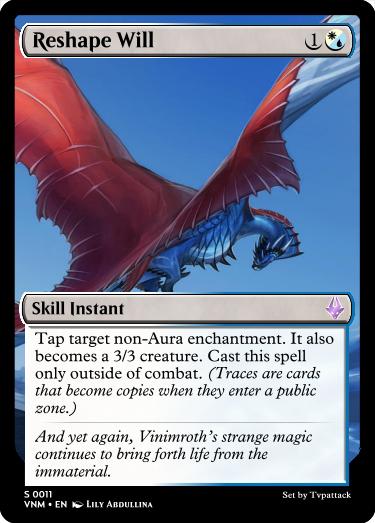 Reshape Will
1
Skill Instant
Tap target non-Aura enchantment. It also
becomes a 3/3 creature. Cast this spell
only outside of combat. (Traces are cards
that become copies when they enter a public
zone.)
And yet again, Vinimroth's strange magic
continues to bring forth life from the
immaterial.
S 0011
VNM • EN Lily Abdullina
Set by Tvpattack